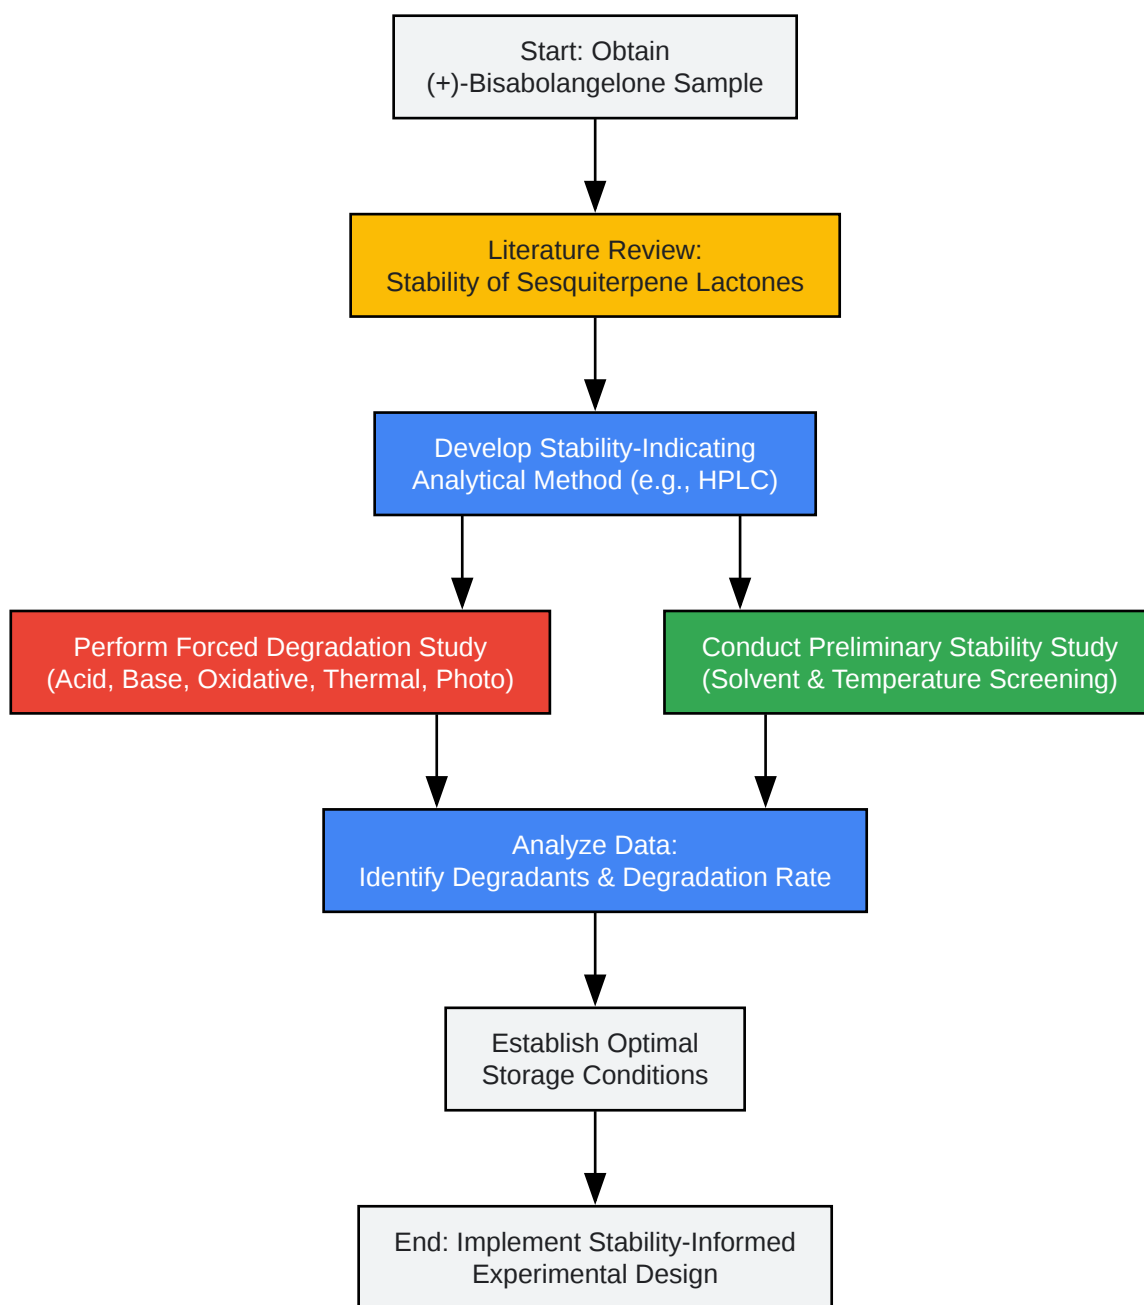 Start: Obtain
(+)-Bisabolangelone Sample
Literature Review:
Stability of Sesquiterpene Lactones
Develop Stability-Indicating
Analytical Method (e.g., HPLC)
Perform Forced Degradation Study
(Acid, Base, Oxidative, Thermal, Photo)
Conduct Preliminary Stability Study
(Solvent & Temperature Screening)
Analyze Data:
Identify Degradants & Degradation Rate
Establish Optimal
Storage Conditions
End: Implement Stability-Informed
Experimental Design